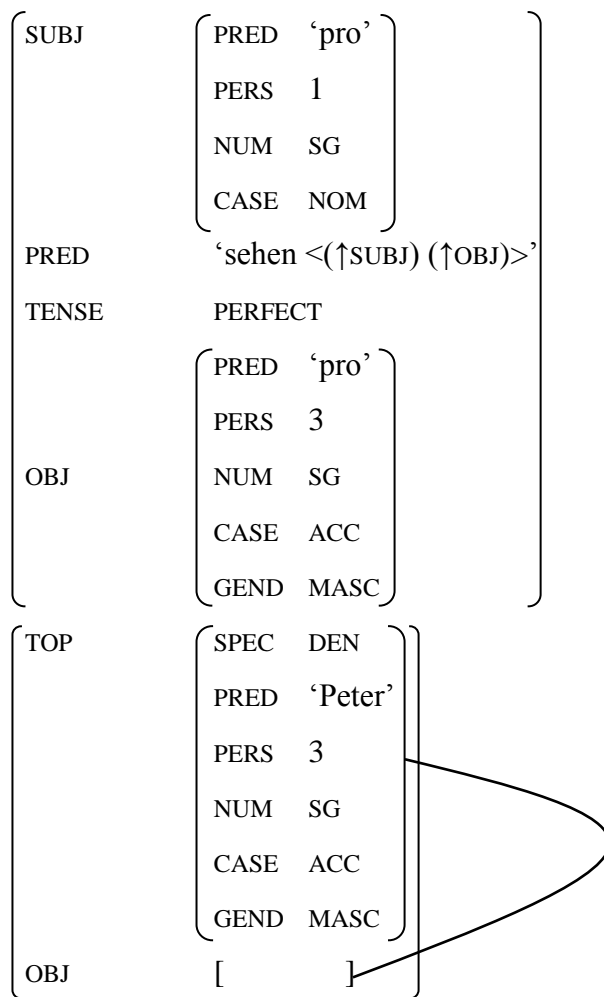 SUBJ PRED ‘pro’
PERS 1
NUM SG
CASE NOM
PRED ‘sehen <(↑SUBJ) (↑OBJ)>’
TENSE PERFECT
PRED ‘pro’
PERS 3
OBJ NUM SG
CASE ACC
GEND MASC
TOP SPEC DEN
PRED ‘Peter’
PERS 3
NUM SG
CASE ACC
GEND MASC
OBJ [ ]